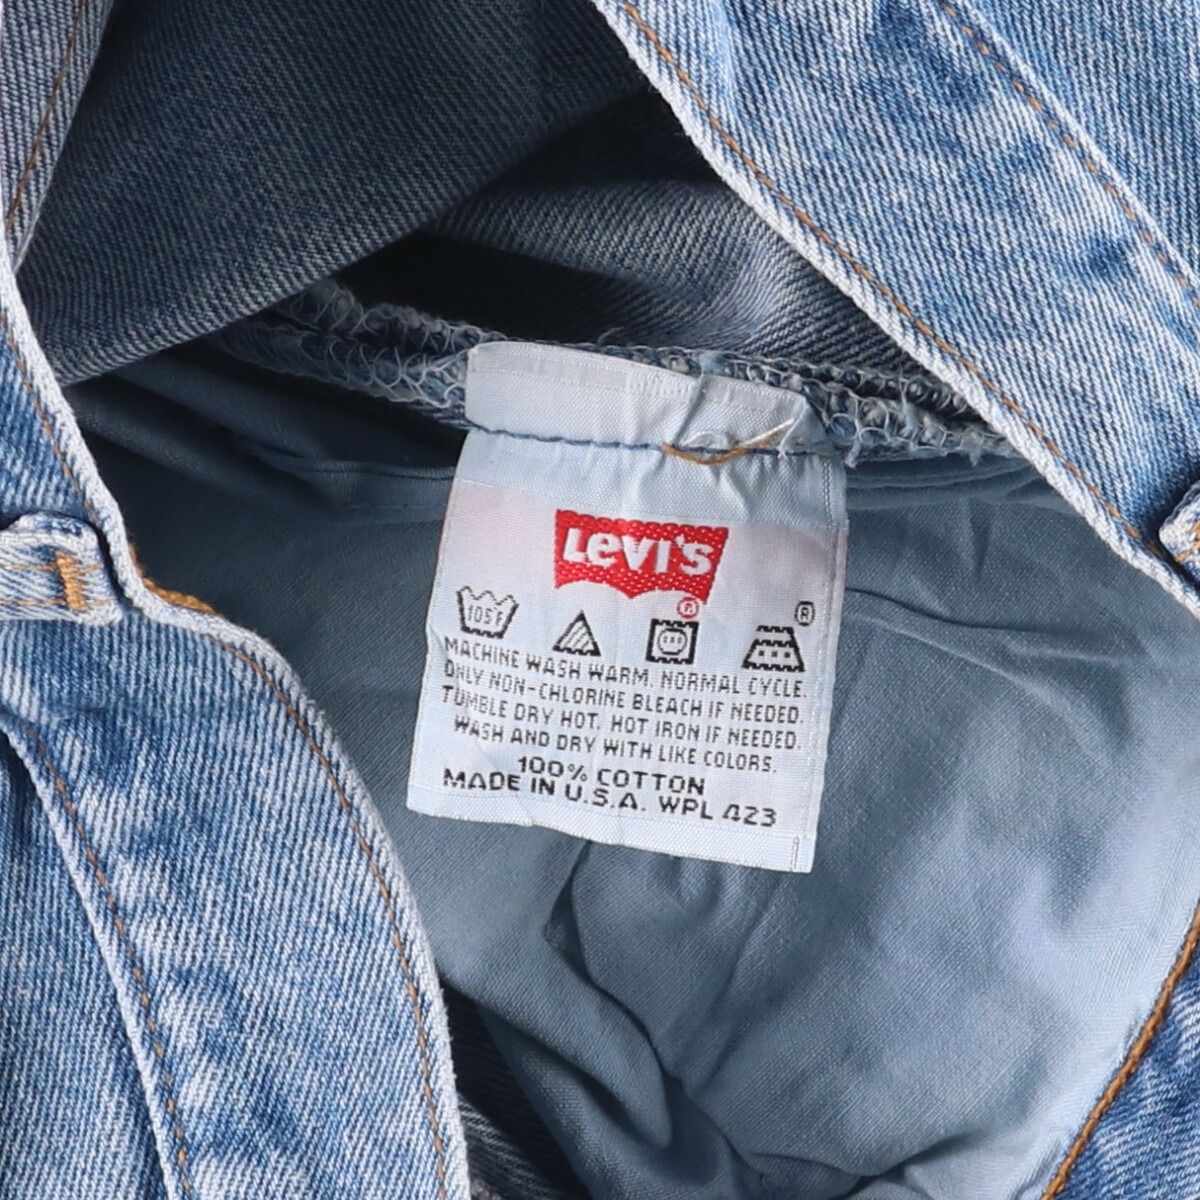 Levi's
®
®
105F
MACHINE WASH WARM. NORMAL CYCLE.
ONLY NON-CHLORINE BLEACH IF NEEDED.
TUMBLE DRY HOT. HOT IRON IF NEEDED.
WASH AND DRY WITH LIKE COLORS.
100% COTTON
MADE IN U.S.A. WPL 423